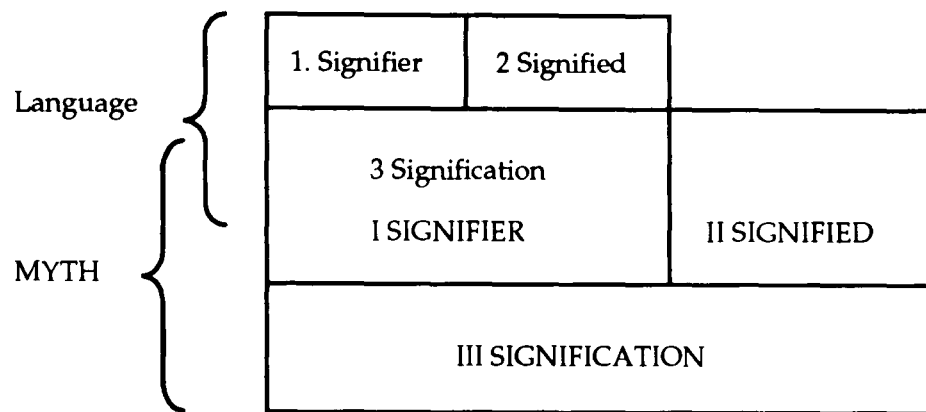 1. Signifier 2 Signified
Language
3 Signification
I SIGNIFIER II SIGNIFIED
MYTH
III SIGNIFICATION